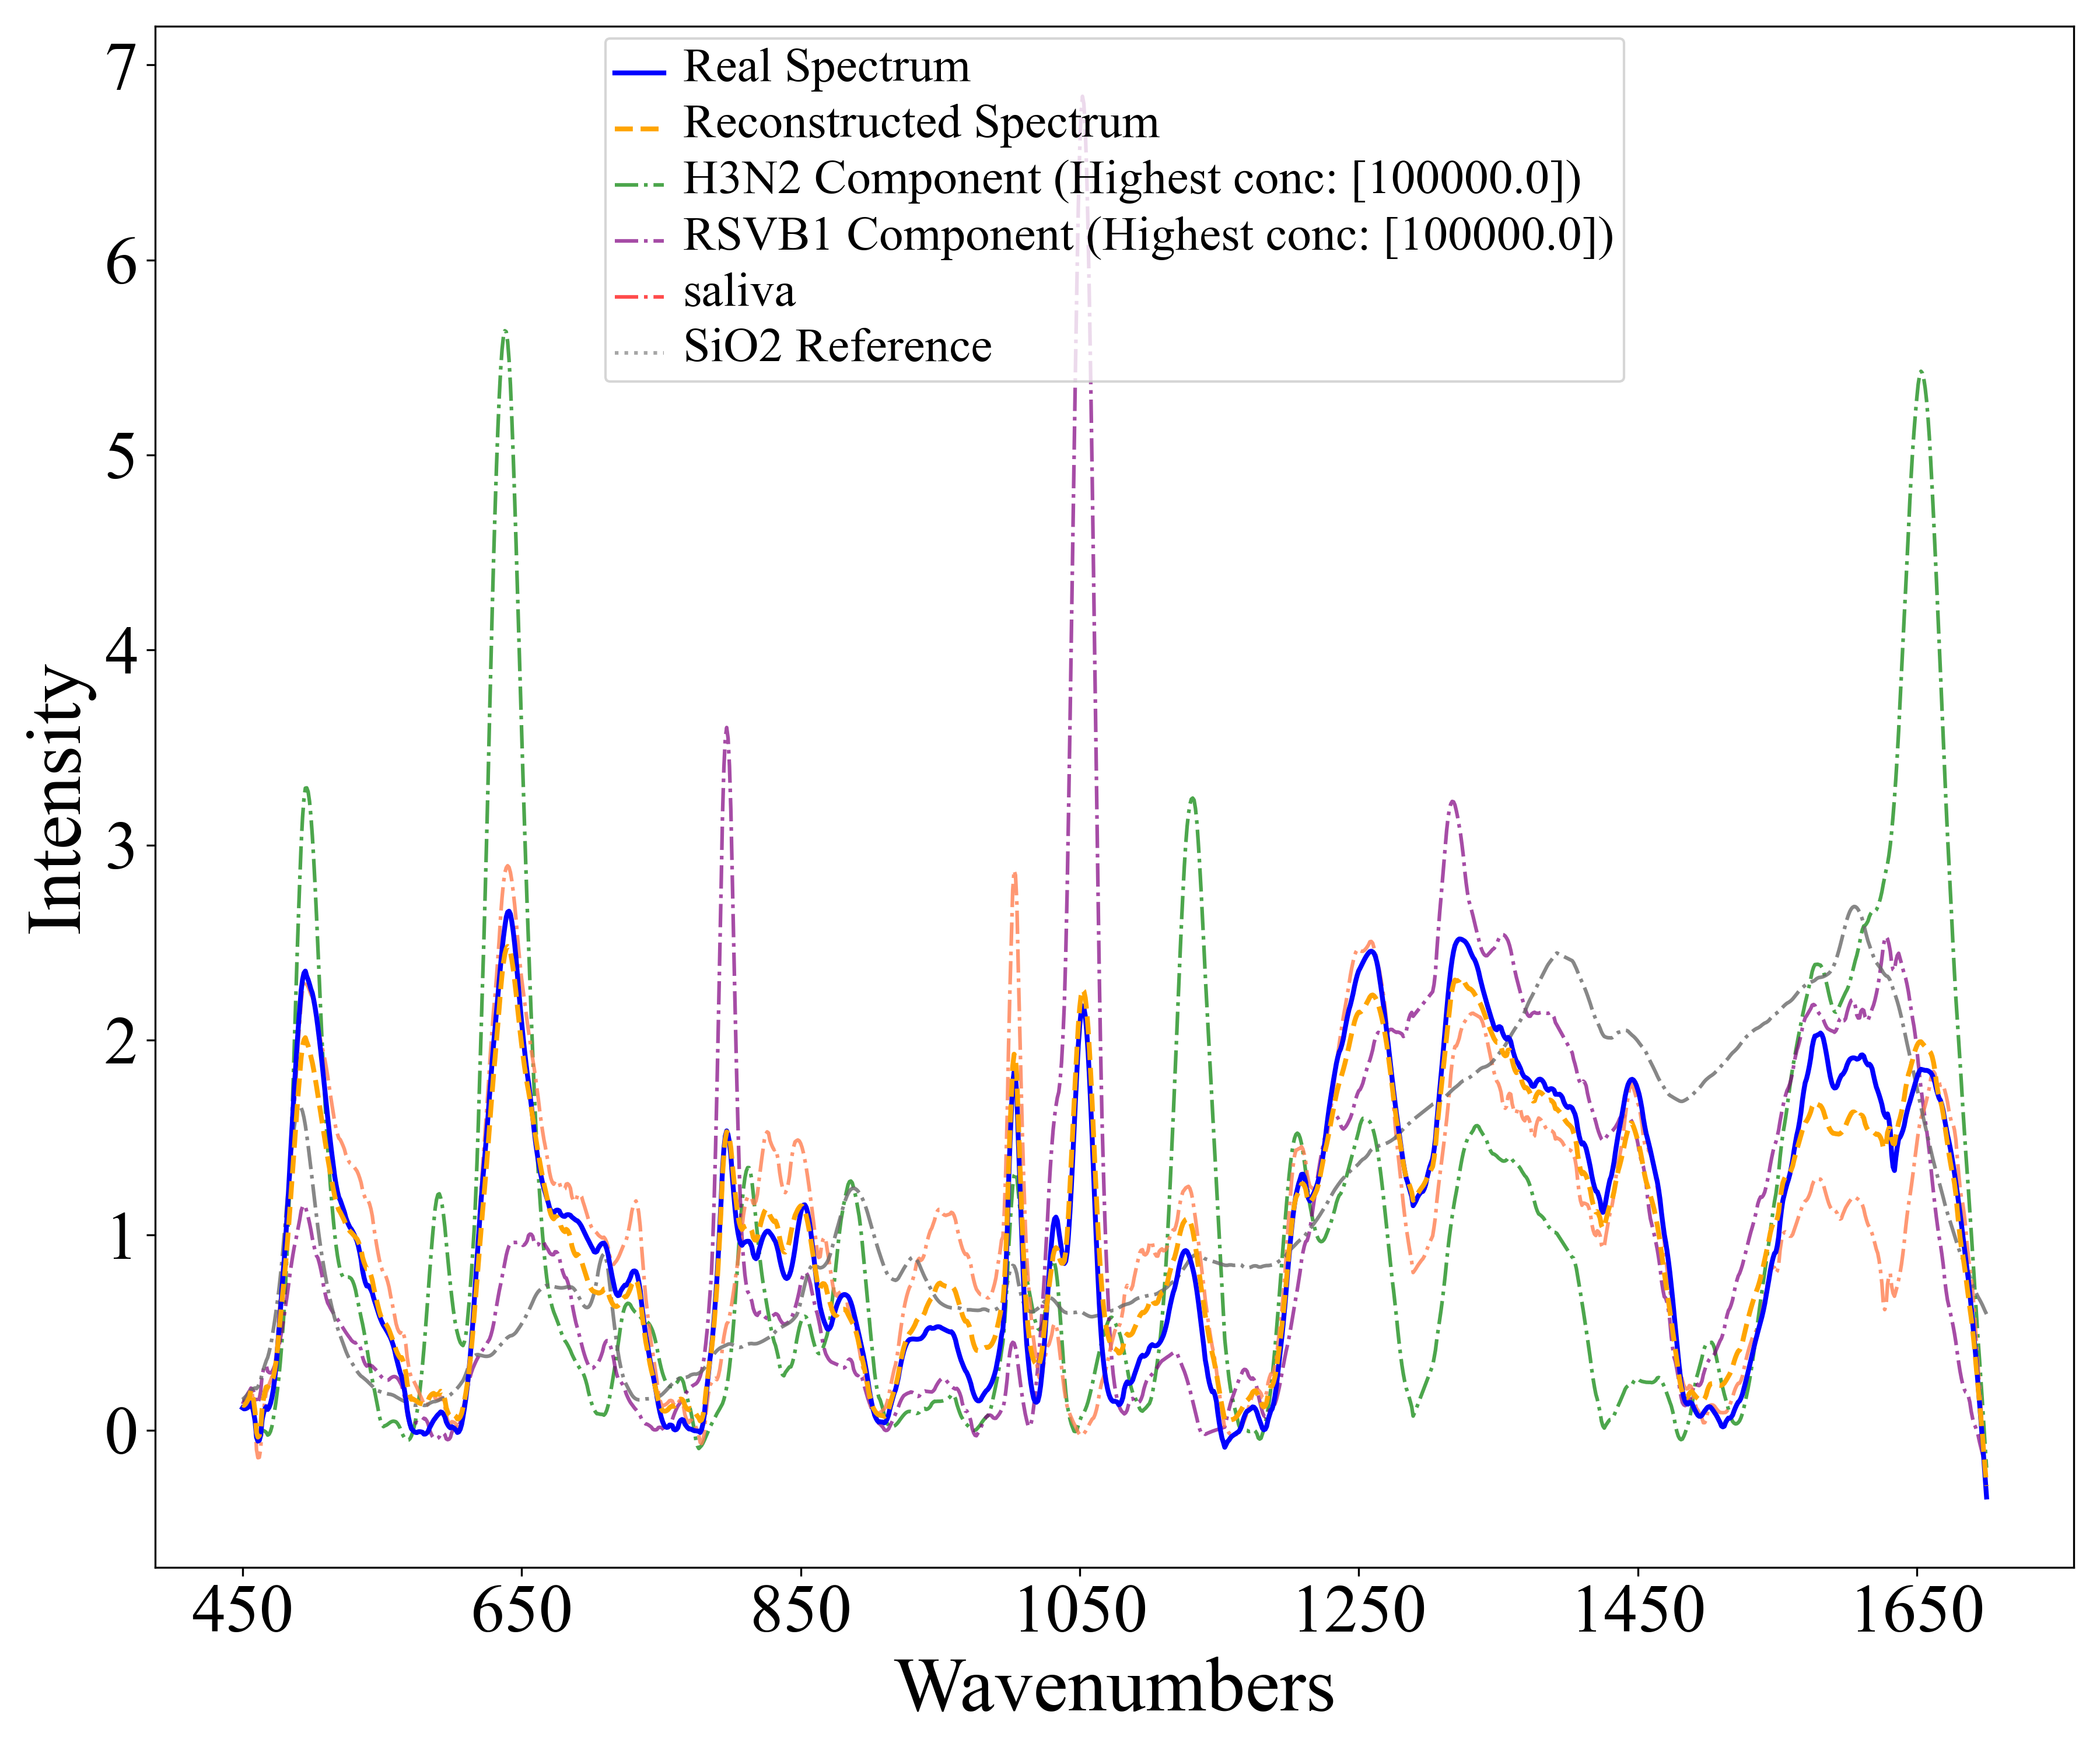 Real Spectrum
Reconstructed Spectrum
H3N2 Component (Highest conc: [100000.0])
RSVB1 Component (Highest conc: [100000.0])
saliva
SiO2 Reference
Intensity
7
6
5
4
3
2
1
0
450 650 850 1050 1250 1450 1650
Wavenumbers